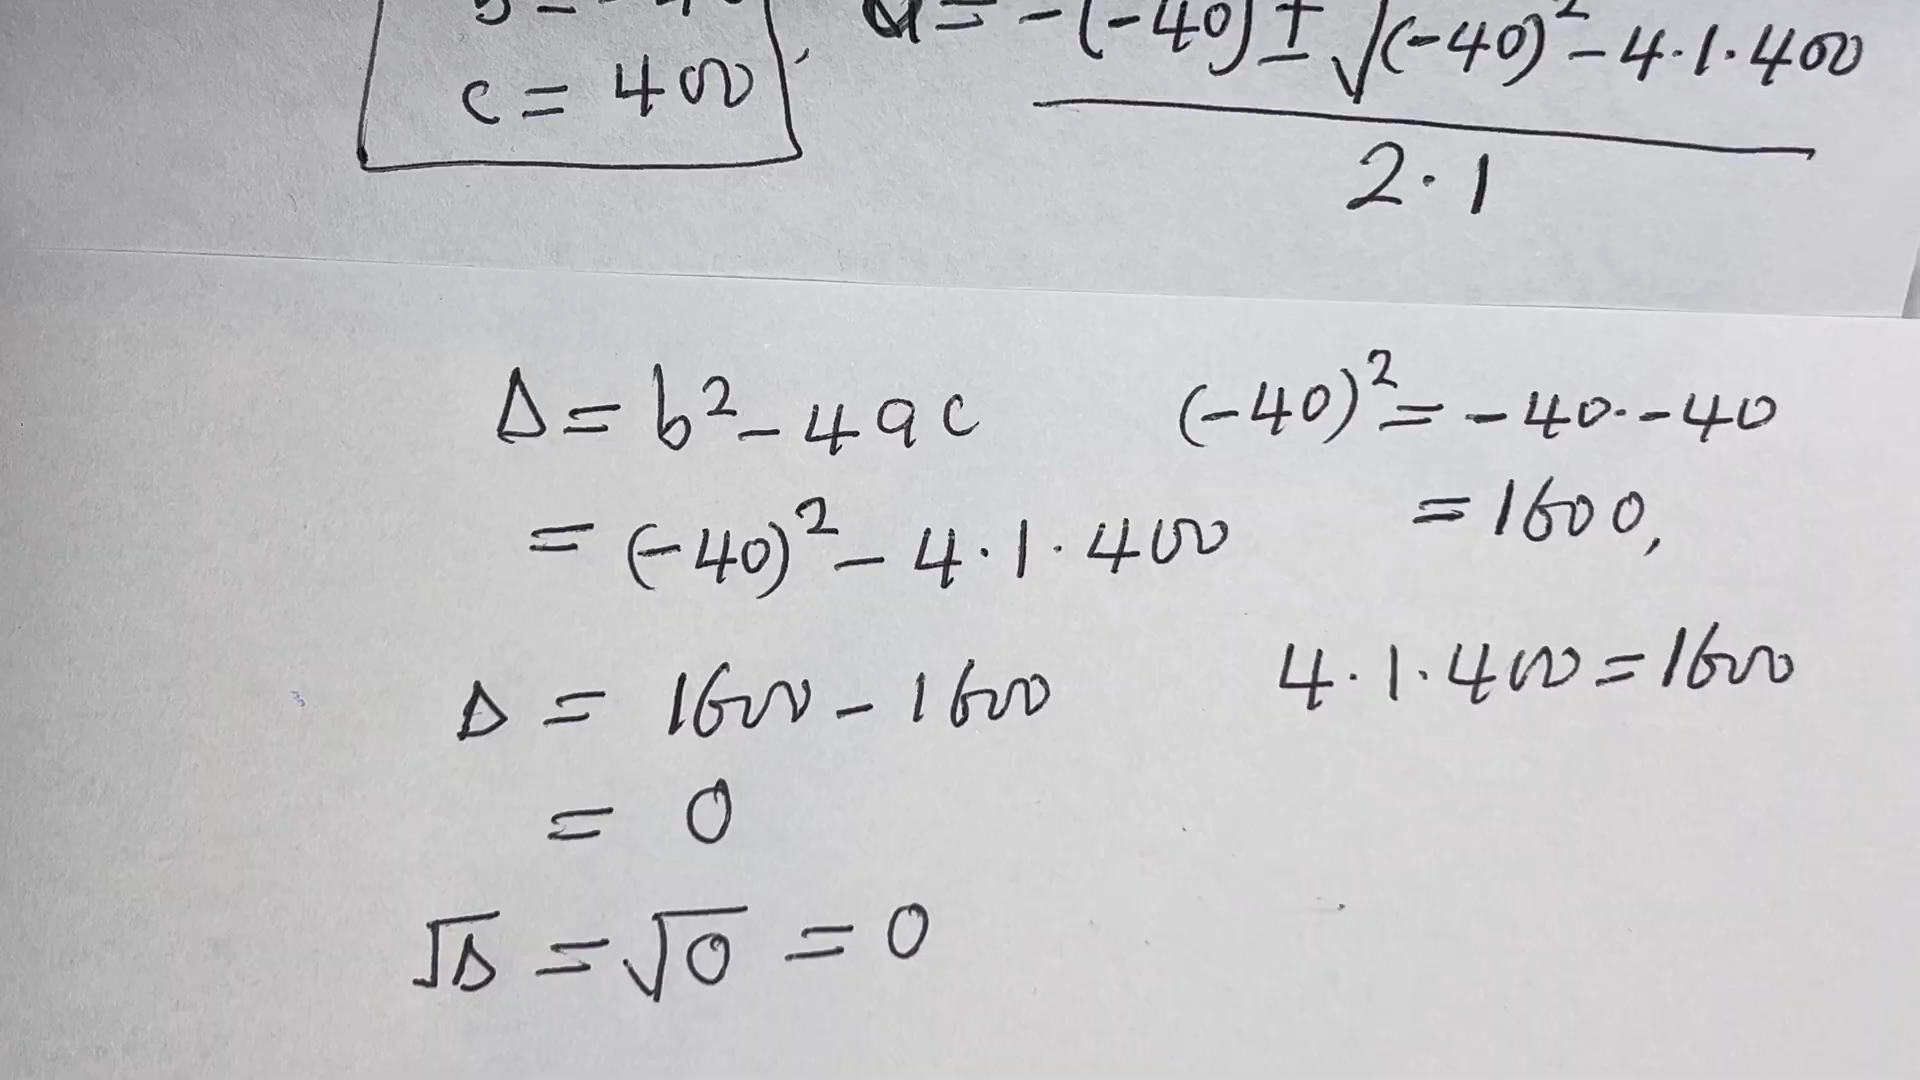 c = 400
= -(-40) ± √(-40)² - 4·1·400
2·1
Δ = b² - 4ac
= (-40)² - 4·1·400
Δ = 1600 - 1600
= 0
√Δ = √0 = 0
(-40)² = -40·-40
= 1600,
4·1·400 = 1600